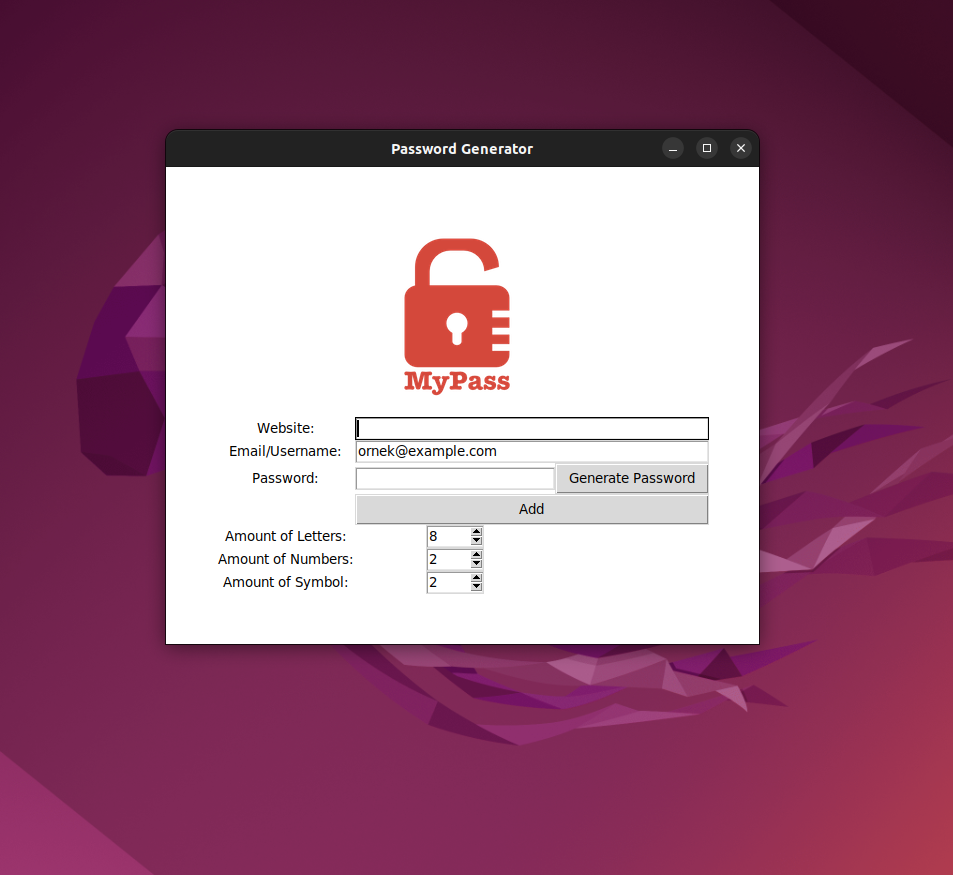 Password Generator
MyPass
Website:
Email/Username: ornek@example.com
Password: Generate Password
Add
Amount of Letters: 8
Amount of Numbers: 2
Amount of Symbol: 2